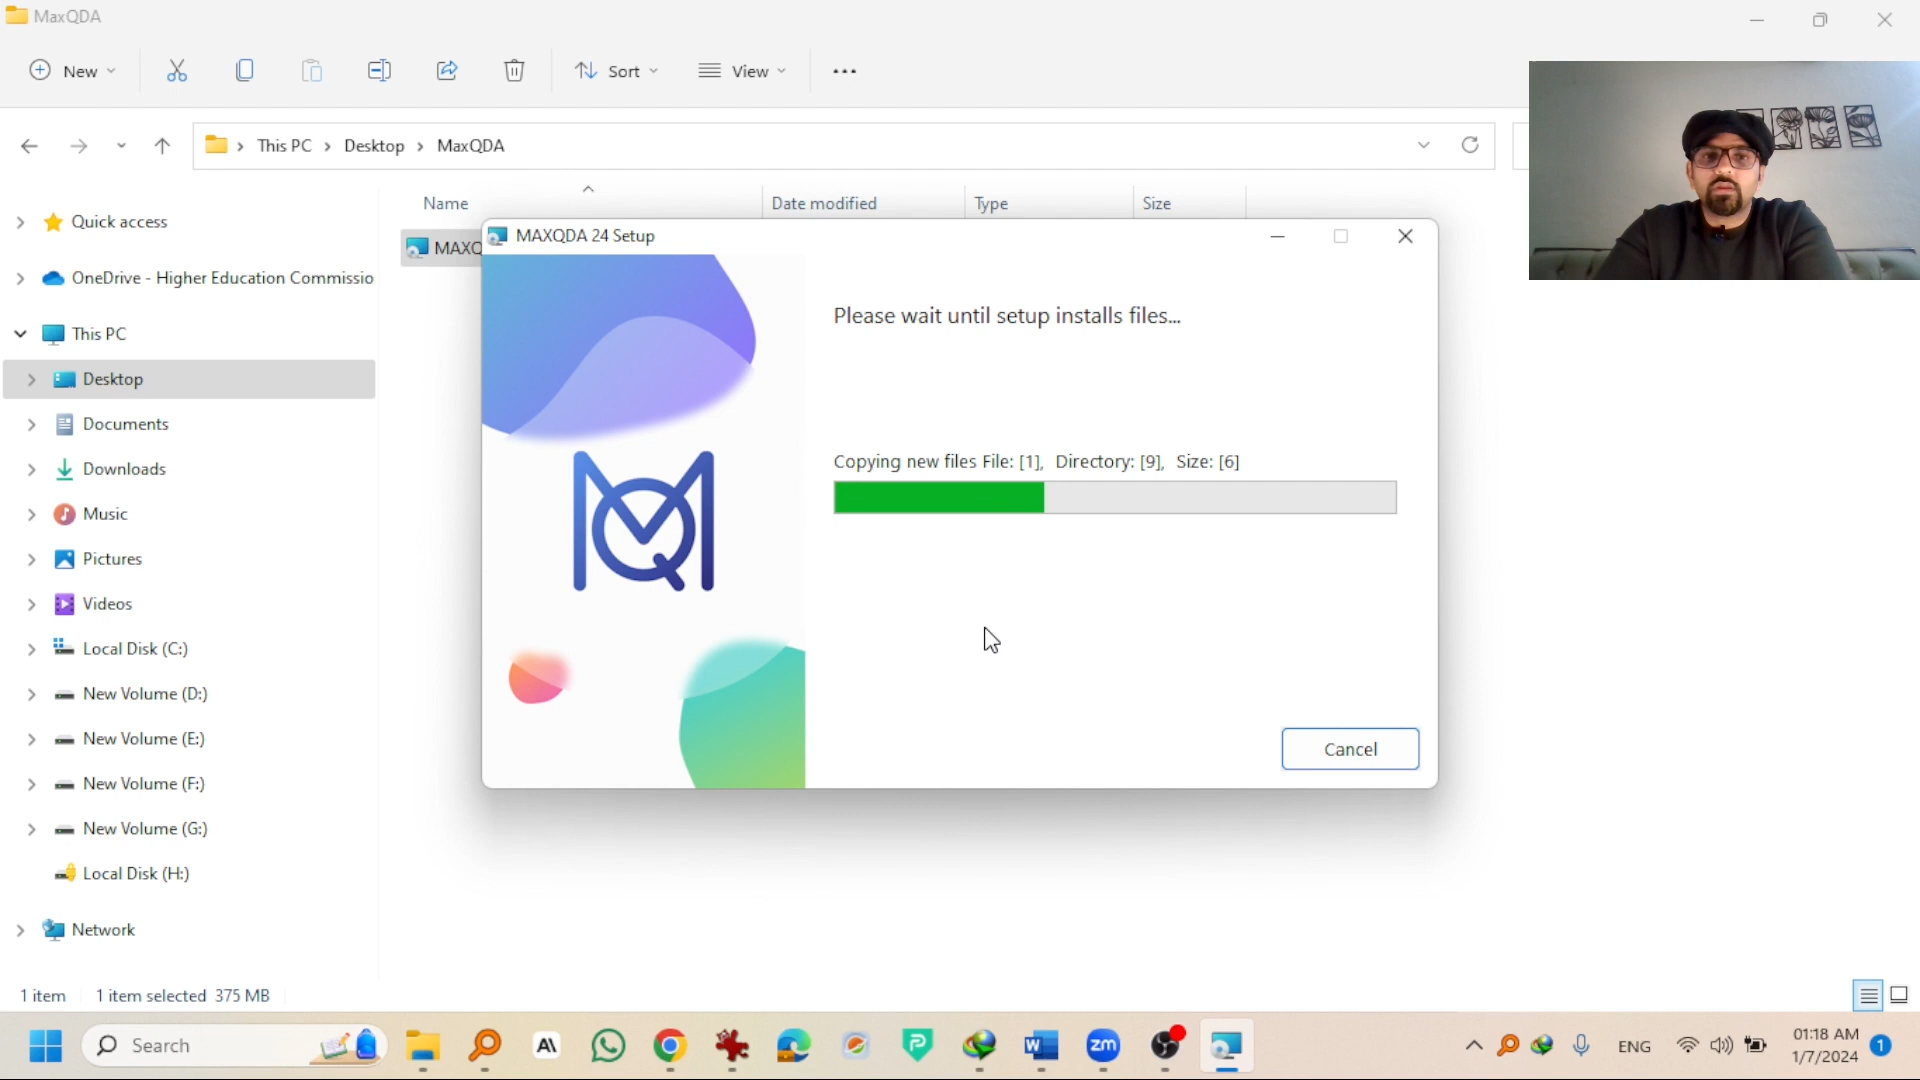 MaxQDA
New
Sort
View
This PC
Desktop
MaxQDA
Name
Date modified
Type
Size
Quick access
OneDrive - Higher Education Commissio
This PC
Desktop
Documents
Downloads
Music
Pictures
Videos
Local Disk (C:)
New Volume (D:)
New Volume (E:)
New Volume (F:)
New Volume (G:)
Local Disk (H:)
Network
MAXQ
MAXQDA 24 Setup
Please wait until setup installs files...
Copying new files File: [1], Directory: [9], Size: [6]
Cancel
1 item 1 item selected 375 MB
Search
A\
W
zm
ENG
01:18 AM
1/7/2024
1